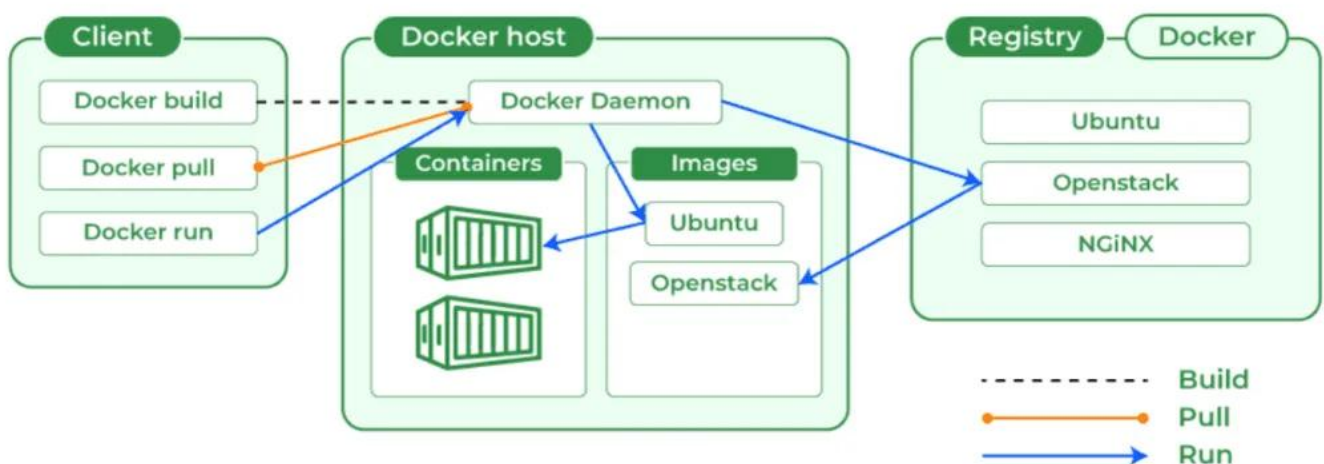 Client
Docker build
Docker pull
Docker run
Docker host
Docker Daemon
Containers
Images
Ubuntu
Openstack
Registry
Docker
Ubuntu
Openstack
NGiNX
Build
Pull
Run